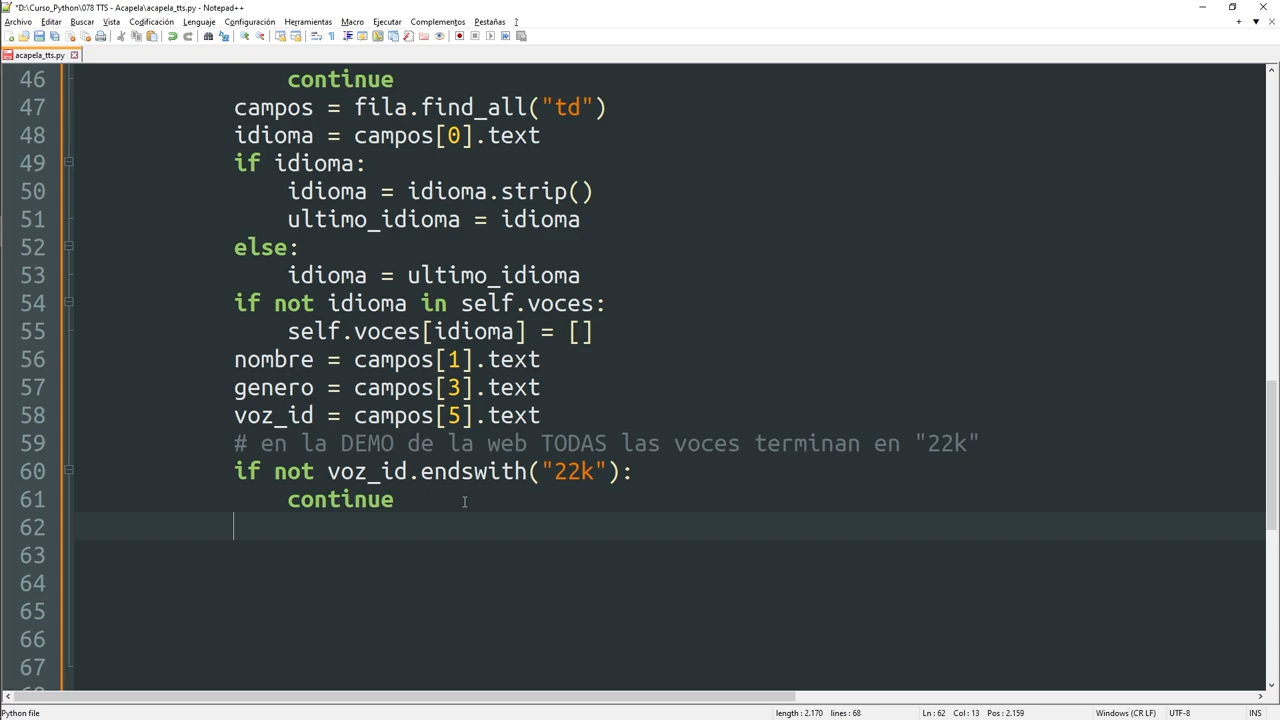 *D:\Curso_Python\078 TTS - Acapela\acapela_tts.py - Notepad++
Archivo Editar Buscar Vista Codificación Lenguaje Configuración Herramientas Macro Ejecutar Complementos Pestañas ?
acapela_tts.py
46 continue
47 campos = fila.find_all("td")
48 idioma = campos[0].text
49 if idioma:
50 idioma = idioma.strip()
51 ultimo_idioma = idioma
52 else:
53 idioma = ultimo_idioma
54 if not idioma in self.voces:
55 self.voces[idioma] = []
56 nombre = campos[1].text
57 genero = campos[3].text
58 voz_id = campos[5].text
59 # en la DEMO de la web TODAS las voces terminan en "22k"
60 if not voz_id.endswith("22k"):
61 continue
62
63
64
65
66
67
Python file length : 2.170 lines : 68 Ln : 62 Col : 13 Pos : 2.159 Windows (CR LF) UTF-8 INS